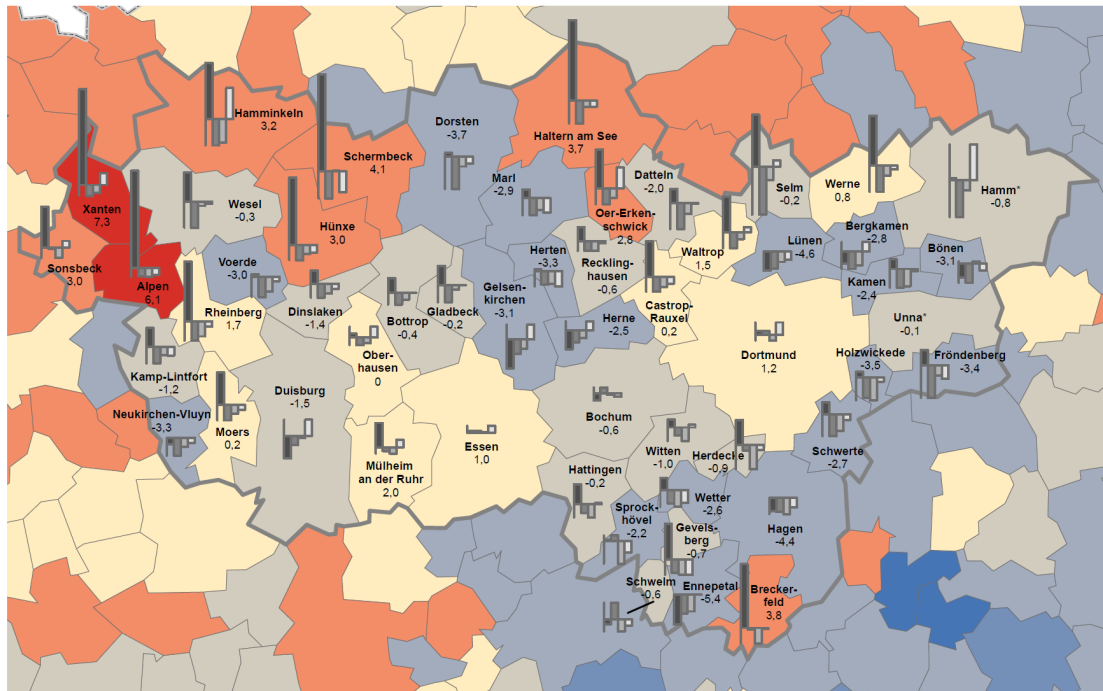 Dorsten
-3,7
Hamminkeln
3,2
Haltern am See
3,7
Schermbeck
4,1
Datteln
-2,0
Marl
-2,9
Selm
-0,2
Werne
0,8
Hamm*
-0,8
Xanten
7,3
Wesel
-0,3
Hünxe
3,0
Oer-Erken-
schwick
2,8
Bergkamen
-2,8
Lünen
-4,6
Bönen
-3,1
Waltrop
1,5
Herten
-3,3
Reckling-
hausen
-0,6
Voerde
-3,0
Sonsbeck
3,0
Alpen
6,1
Kamen
-2,4
Gelsen-
kirchen
-3,1
Rheinberg
1,7
Dinslaken
-1,4
Bottrop
-0,4
Gladbeck
-0,2
Castrop-
Rauxel
0,2
Herne
-2,5
Unna*
-0,1
Ober-
hausen
0
Dortmund
1,2
Holzwickede
-3,5
Fröndenberg
-3,4
Kamp-Lintfort
-1,2
Duisburg
-1,5
Bochum
-0,6
Neukirchen-Vluyn
-3,3
Moers
0,2
Essen
1,0
Witten
-1,0
Herdecke
-0,9
Schwerte
-2,7
Mülheim
an der Ruhr
2,0
Hattingen
-0,2
Wetter
-2,6
Sprock-
hövel
-2,2
Gevels-
berg
-0,7
Hagen
-4,4
Schwelm
-0,6
Ennepetal
-5,4
Brecker-
feld
3,8